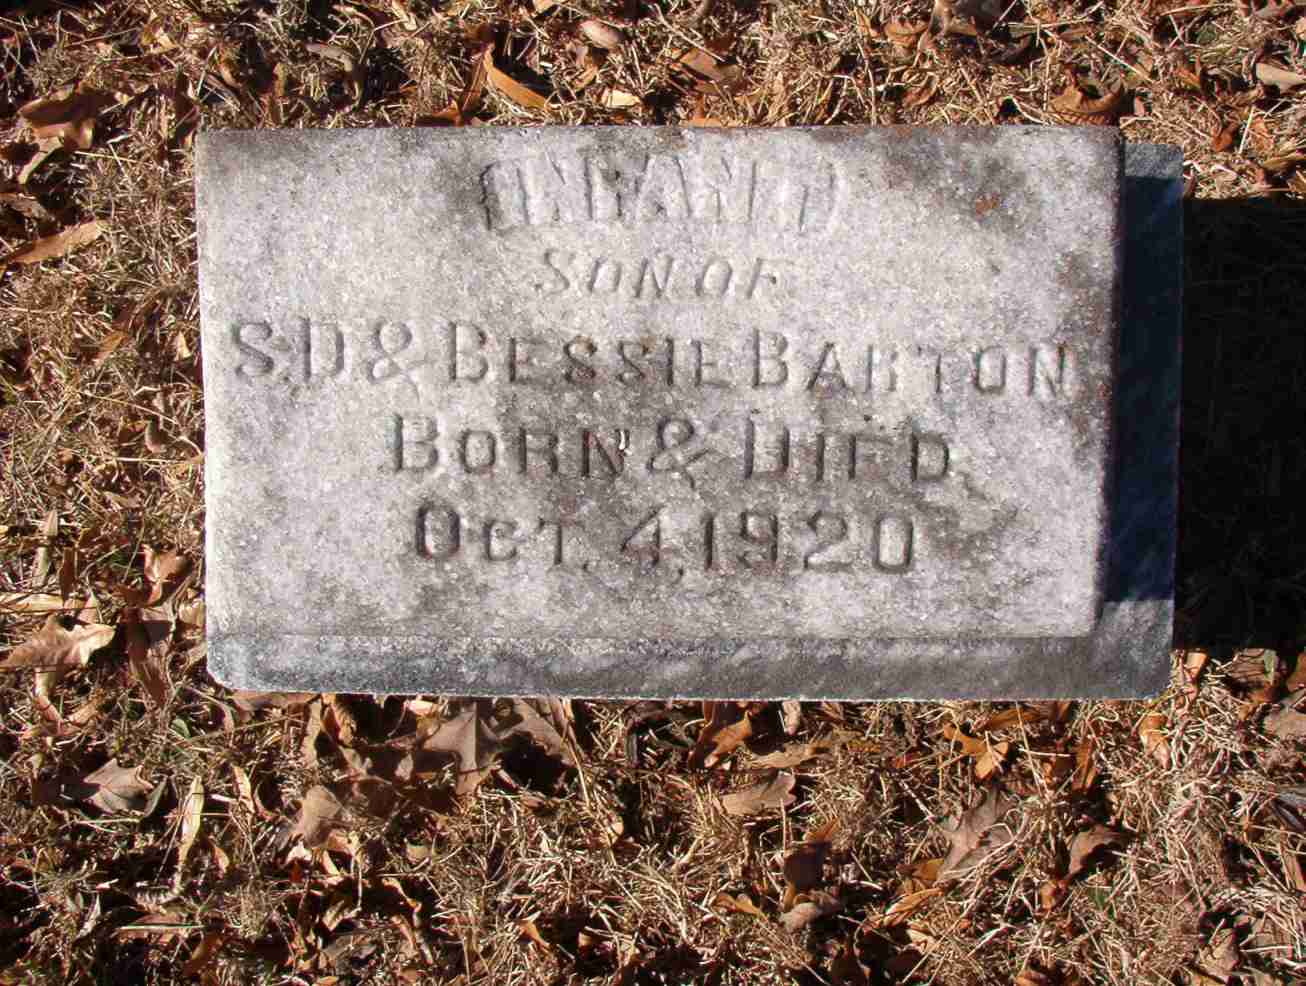 INFANT
SON OF
S.D & BESSIE BARTON
BORN & DIED
OCT. 4, 1920